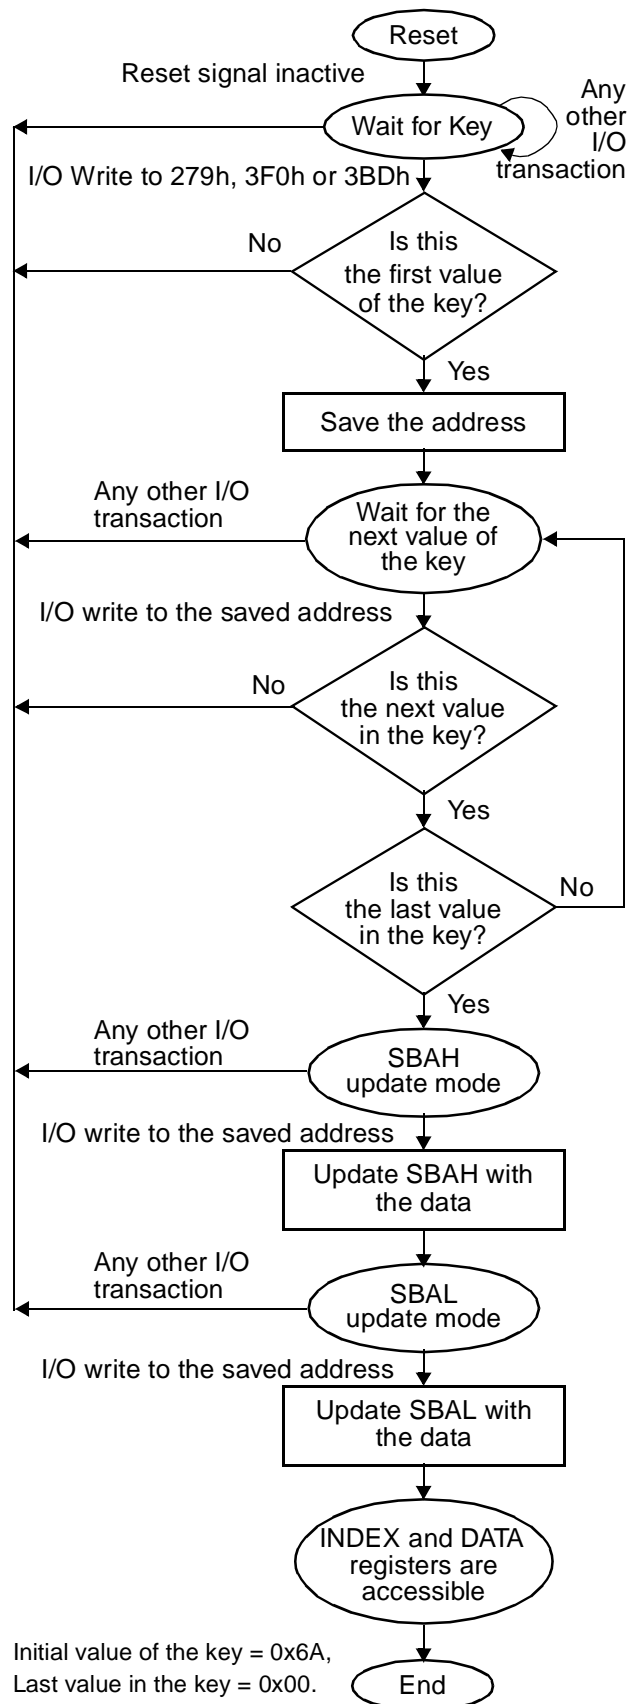 Reset
Reset signal inactive
Wait for Key
Any
other
I/O
transaction
I/O Write to 279h, 3F0h or 3BDh
Is this
the first value
of the key?
No
Yes
Save the address
Any other I/O
transaction
Wait for the
next value of
the key
I/O write to the saved address
Is this
the next value
in the key?
No
Yes
Is this
the last value
in the key?
No
Yes
Any other I/O
transaction
SBAH
update mode
I/O write to the saved address
Update SBAH with
the data
Any other I/O
transaction
SBAL
update mode
I/O write to the saved address
Update SBAL with
the data
INDEX and DATA
registers are
accessible
Initial value of the key = 0x6A,
Last value in the key = 0x00.
End